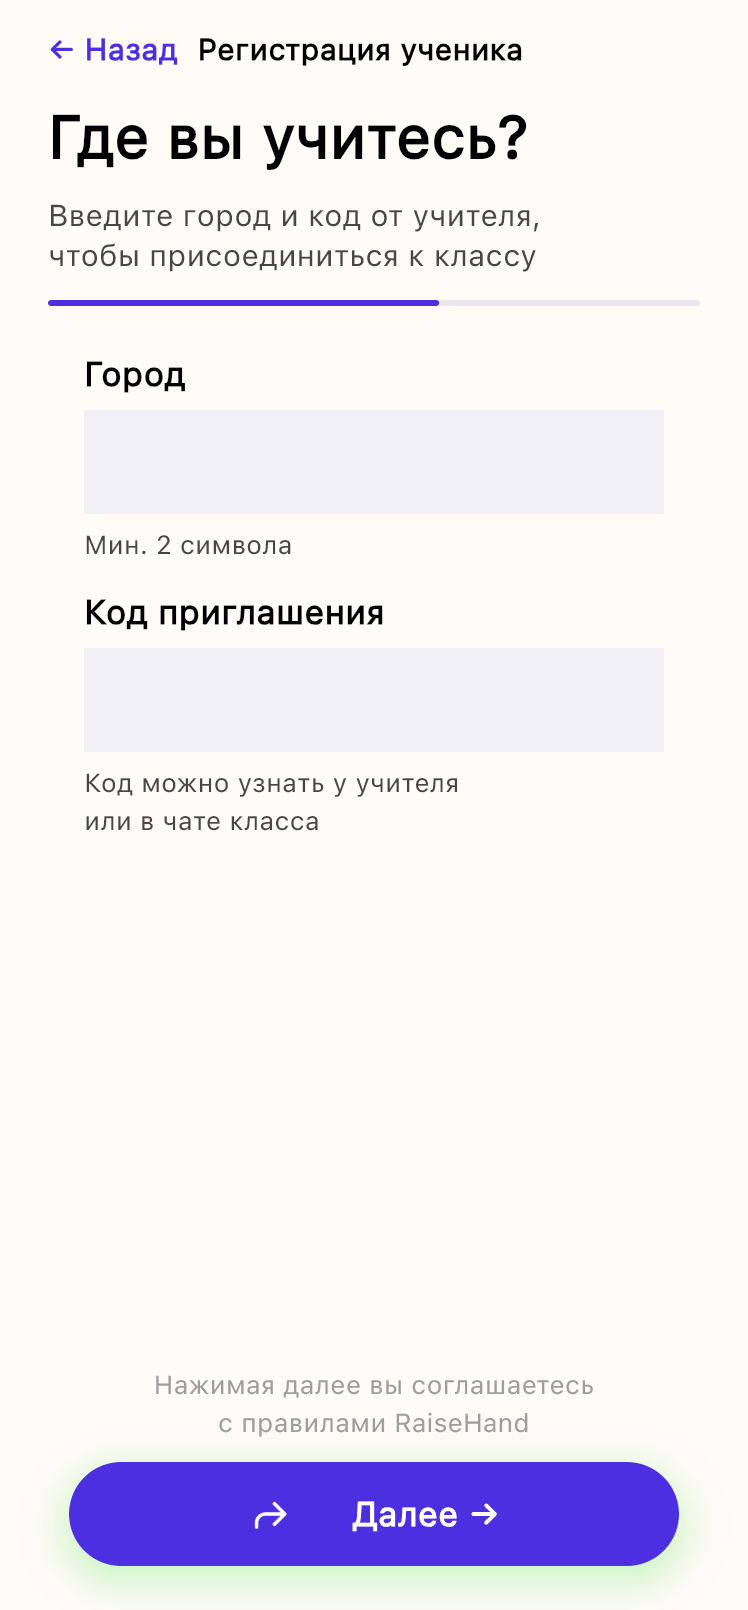 ← Назад Регистрация ученика
Где вы учитесь?
Введите город и код от учителя,
чтобы присоединиться к классу
Город
Мин. 2 символа
Код приглашения
Код можно узнать у учителя
или в чате класса
Нажимая далее вы соглашаетесь
с правилами RaiseHand
Далее →